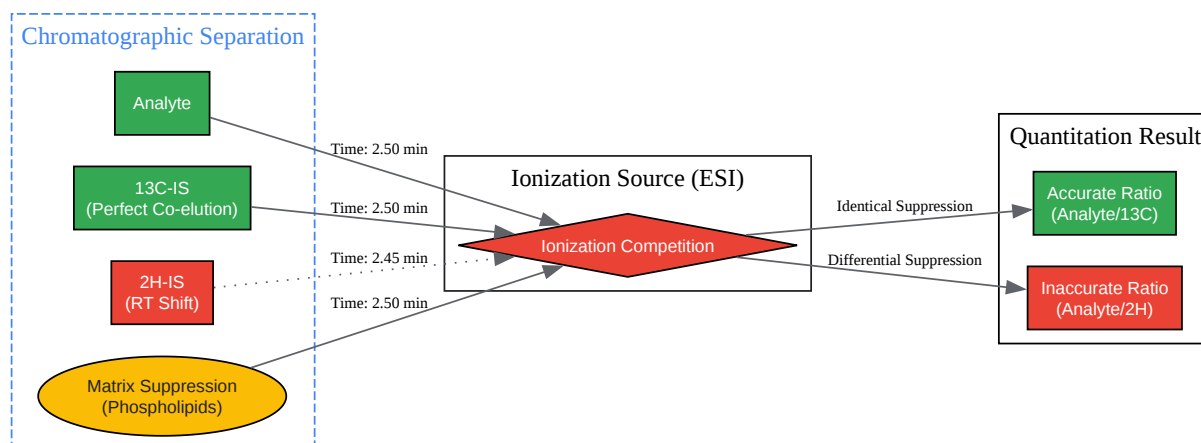 Chromatographic Separation
Analyte
13C-IS
(Perfect Co-elution)
2H-IS
(RT Shift)
Matrix Suppression
(Phospholipids)
Time: 2.50 min
Time: 2.50 min
Time: 2.45 min
Time: 2.50 min
Ionization Source (ESI)
Ionization Competition
Identical Suppression
Differential Suppression
Quantitation Result
Accurate Ratio
(Analyte/13C)
Inaccurate Ratio
(Analyte/2H)